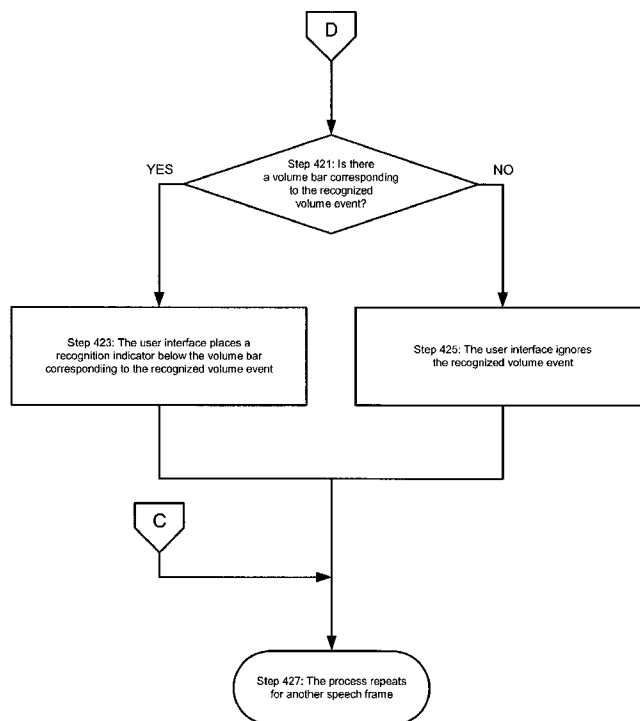 D
Step 421: Is there
a volume bar corresponding
to the recognized
volume event?
YES
NO
Step 423: The user interface places a
recognition indicator below the volume bar
corresponding to the recognized volume event
Step 425: The user interface ignores
the recognized volume event
C
Step 427: The process repeats
for another speech frame